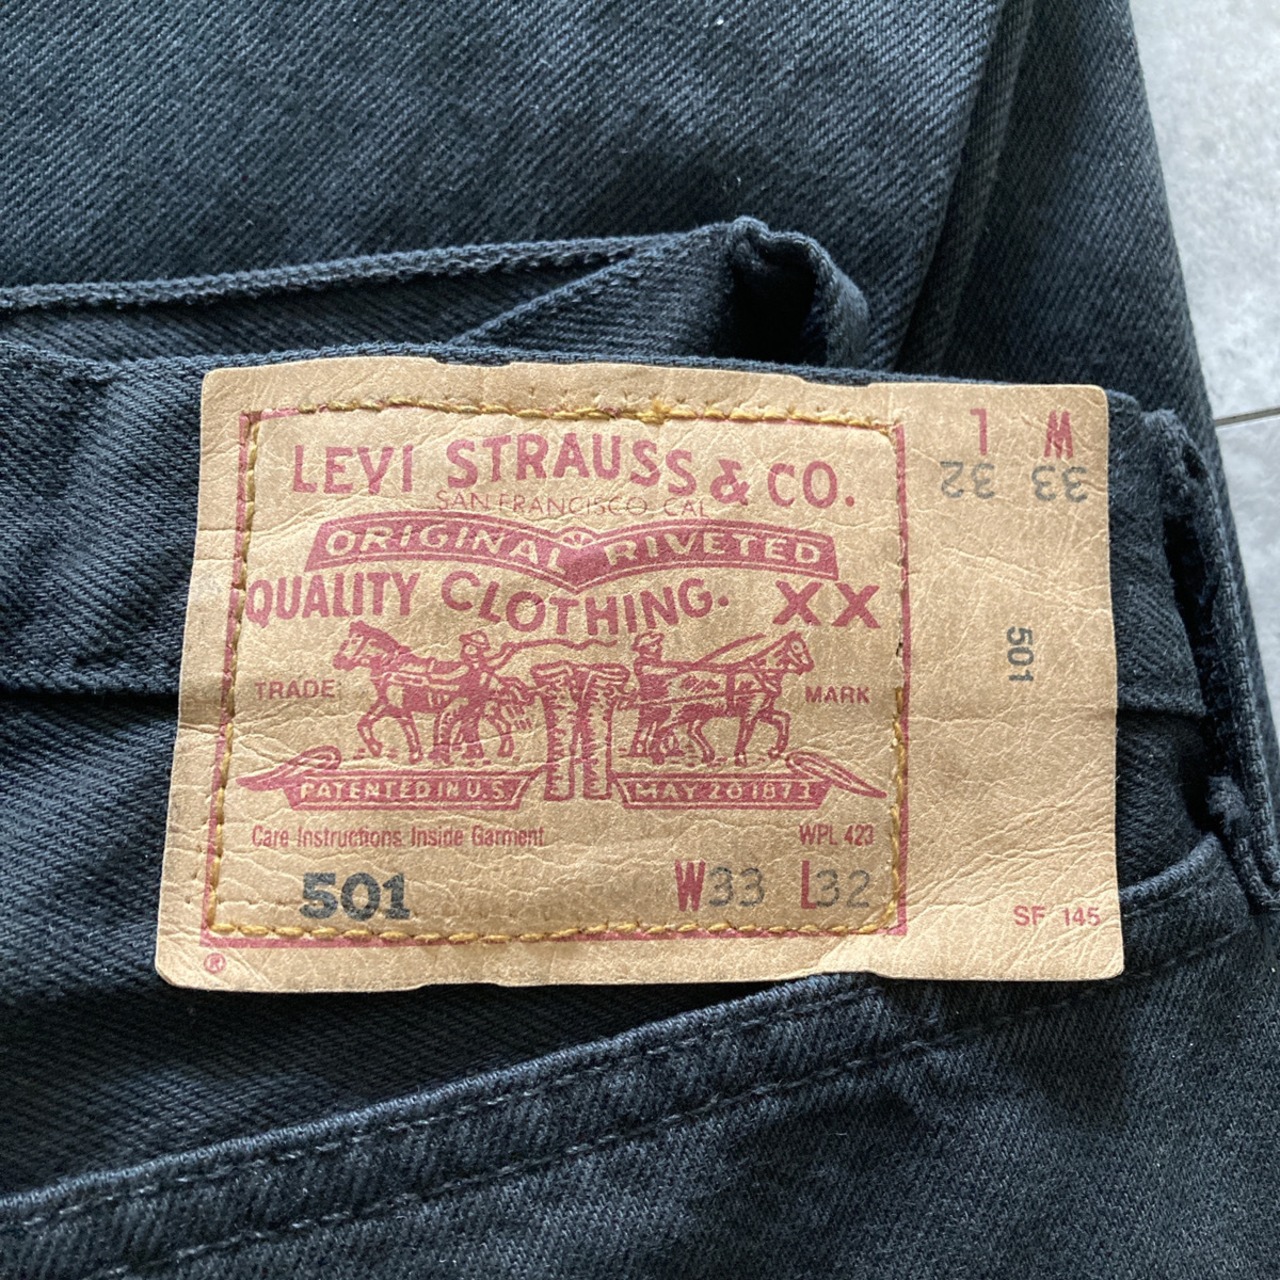 LEVI STRAUSS & CO.
SAN FRANCISCO CAL
ORIGINAL RIVETED
QUALITY CLOTHING. XX
TRADE MARK
PATENTED IN U.S. MAY 20 1873
Care Instructions Inside Garment WPL 423
501 W33 L32
®
W L
33 32
501
SF 145